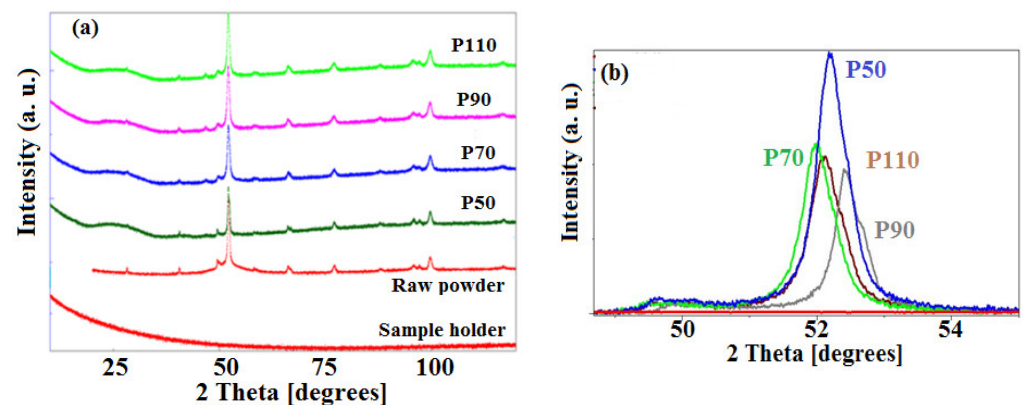 (a)
P110
P90
P70
P50
Raw powder
Sample holder
Intensity (a. u.)
25 50 75 100
2 Theta [degrees]
(b)
P50
P70
P110
P90
Intensity (a. u.)
50 52 54
2 Theta [degrees]